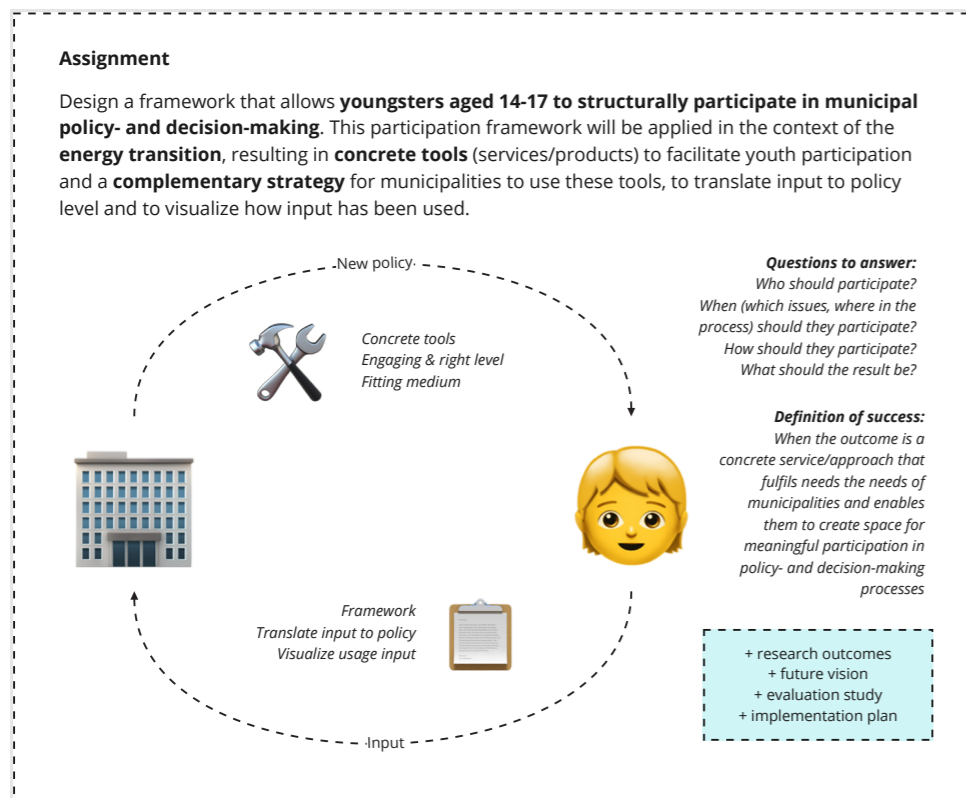 Assignment
Design a framework that allows youngsters aged 14-17 to structurally participate in municipal
policy- and decision-making. This participation framework will be applied in the context of the
energy transition, resulting in concrete tools (services/products) to facilitate youth participation
and a complementary strategy for municipalities to use these tools, to translate input to policy
level and to visualize how input has been used.
New policy
Concrete tools
Engaging & right level
Fitting medium
Questions to answer:
Who should participate?
When (which issues, where in the
process) should they participate?
How should they participate?
What should the result be?
Definition of success:
When the outcome is a
concrete service/approach that
fulfils needs the needs of
municipalities and enables
them to create space for
meaningful participation in
policy- and decision-making
processes
Framework
Translate input to policy
Visualize usage input
Input
+ research outcomes
+ future vision
+ evaluation study
+ implementation plan